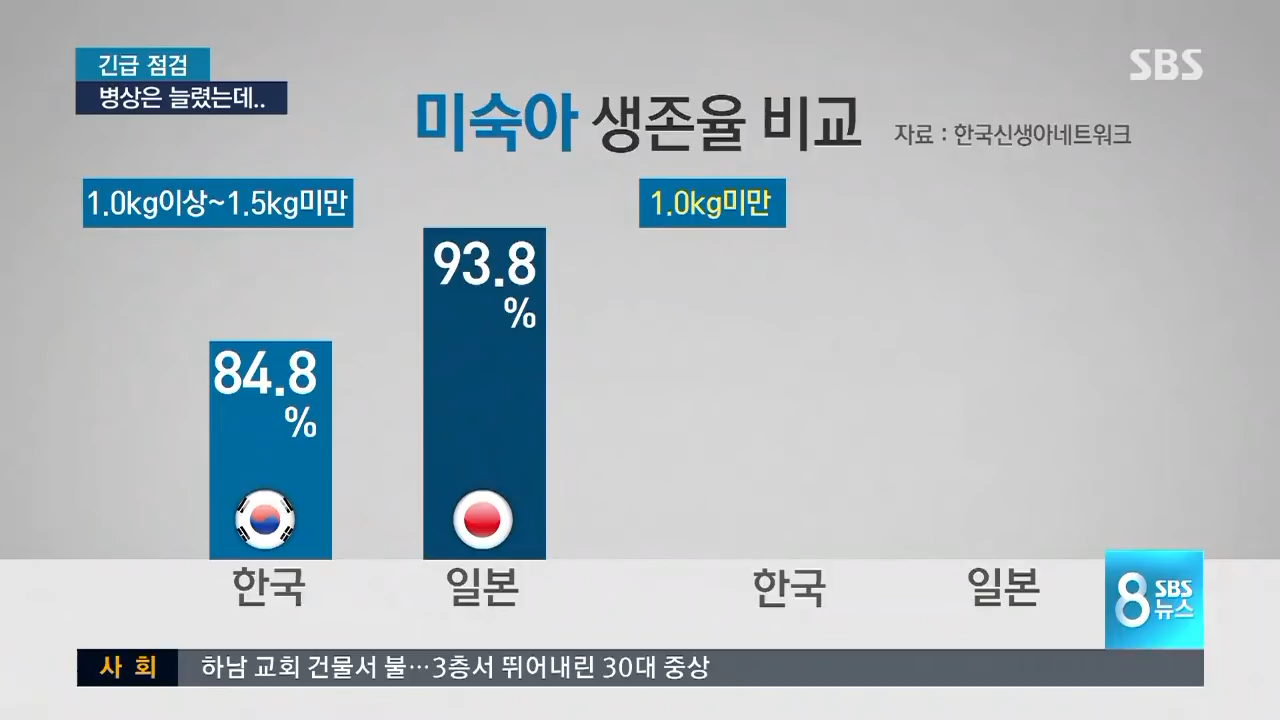 긴급 점검
병상은 늘렸는데..
SBS
미숙아 생존율 비교
자료 : 한국신생아네트워크
1.0kg이상~1.5kg미만
1.0kg미만
84.8
%
93.8
%
한국
일본
한국
일본
8 SBS
뉴스
사 회
하남 교회 건물서 불…3층서 뛰어내린 30대 중상